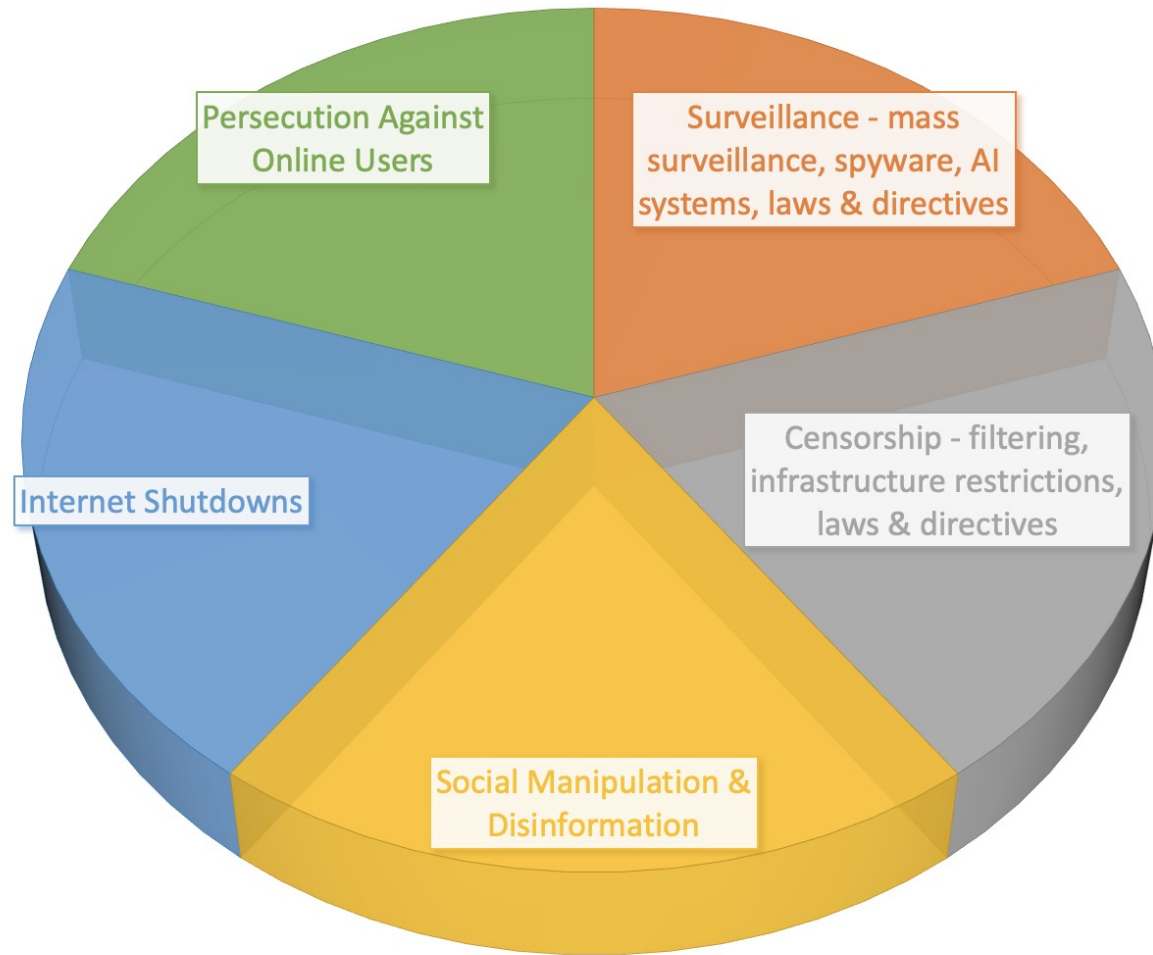 Persecution Against
Online Users
Surveillance - mass
surveillance, spyware, AI
systems, laws & directives
Internet Shutdowns
Censorship - filtering,
infrastructure restrictions,
laws & directives
Social Manipulation &
Disinformation